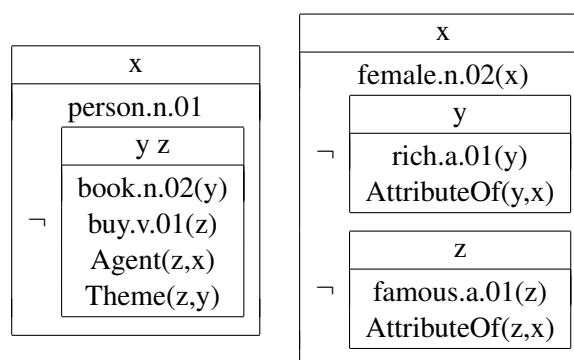 x
person.n.01
y z
book.n.02(y)
¬ buy.v.01(z)
Agent(z,x)
Theme(z,y)
x
female.n.02(x)
y
¬ rich.a.01(y)
AttributeOf(y,x)
z
¬ famous.a.01(z)
AttributeOf(z,x)